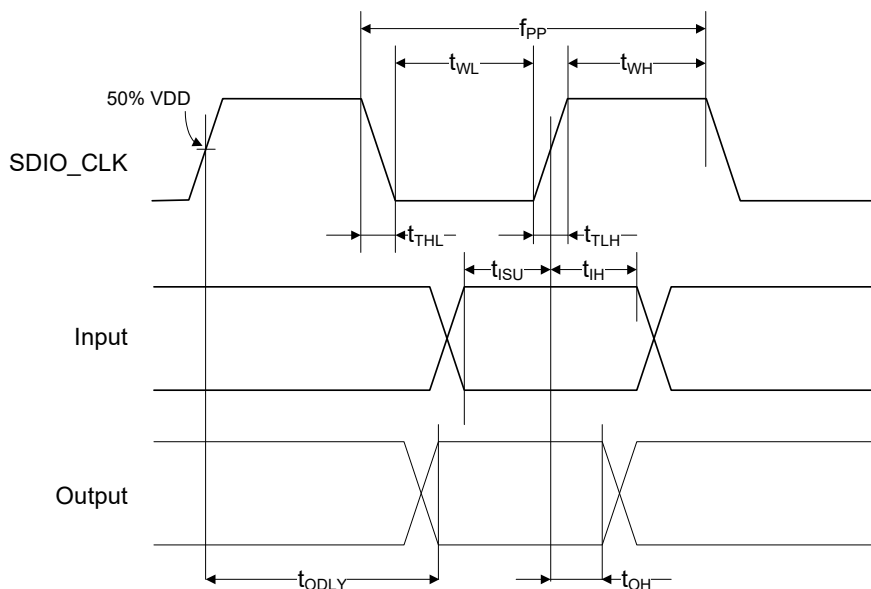 fPP
tWL
tWH
50% VDD
SDIO_CLK
tTHL
tTLH
tISU
tIH
Input
Output
tODLY
tOH